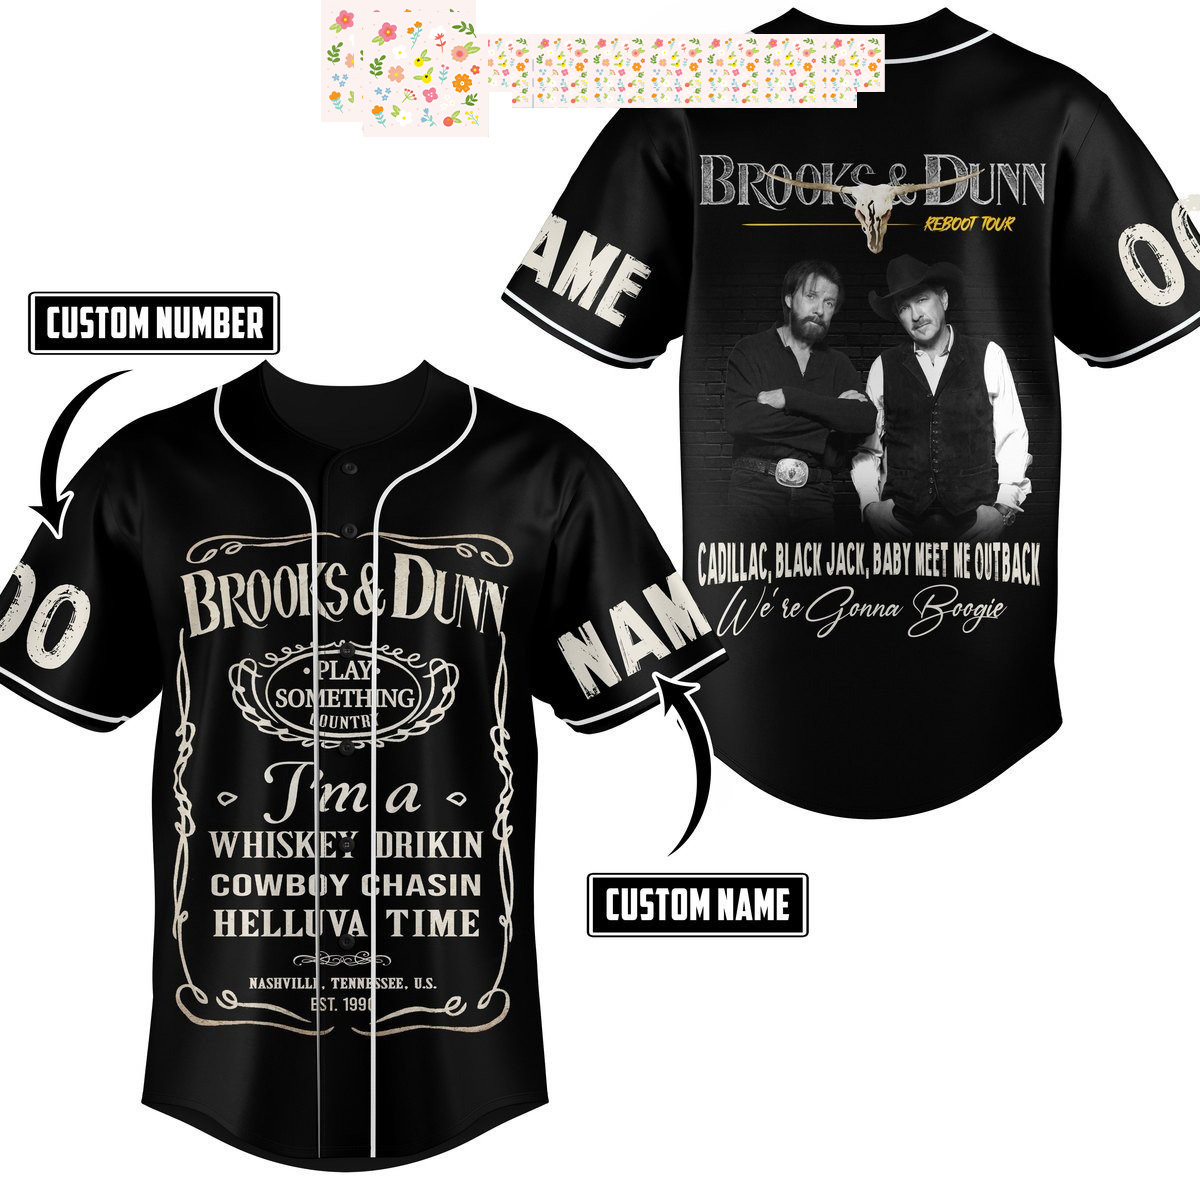 BROOKS & DUNN
REBOOT TOUR
AME
00
CADILLAC, BLACK JACK, BABY MEET ME OUTBACK
We're Gonna Boogie
CUSTOM NUMBER
00
NAM
BROOKS & DUNN
PLAY
SOMETHING
COUNTRY
I'm a
WHISKEY DRIKIN
COWBOY CHASIN
HELLUVA TIME
NASHVILLE, TENNESSEE, U.S.
EST. 1990
CUSTOM NAME